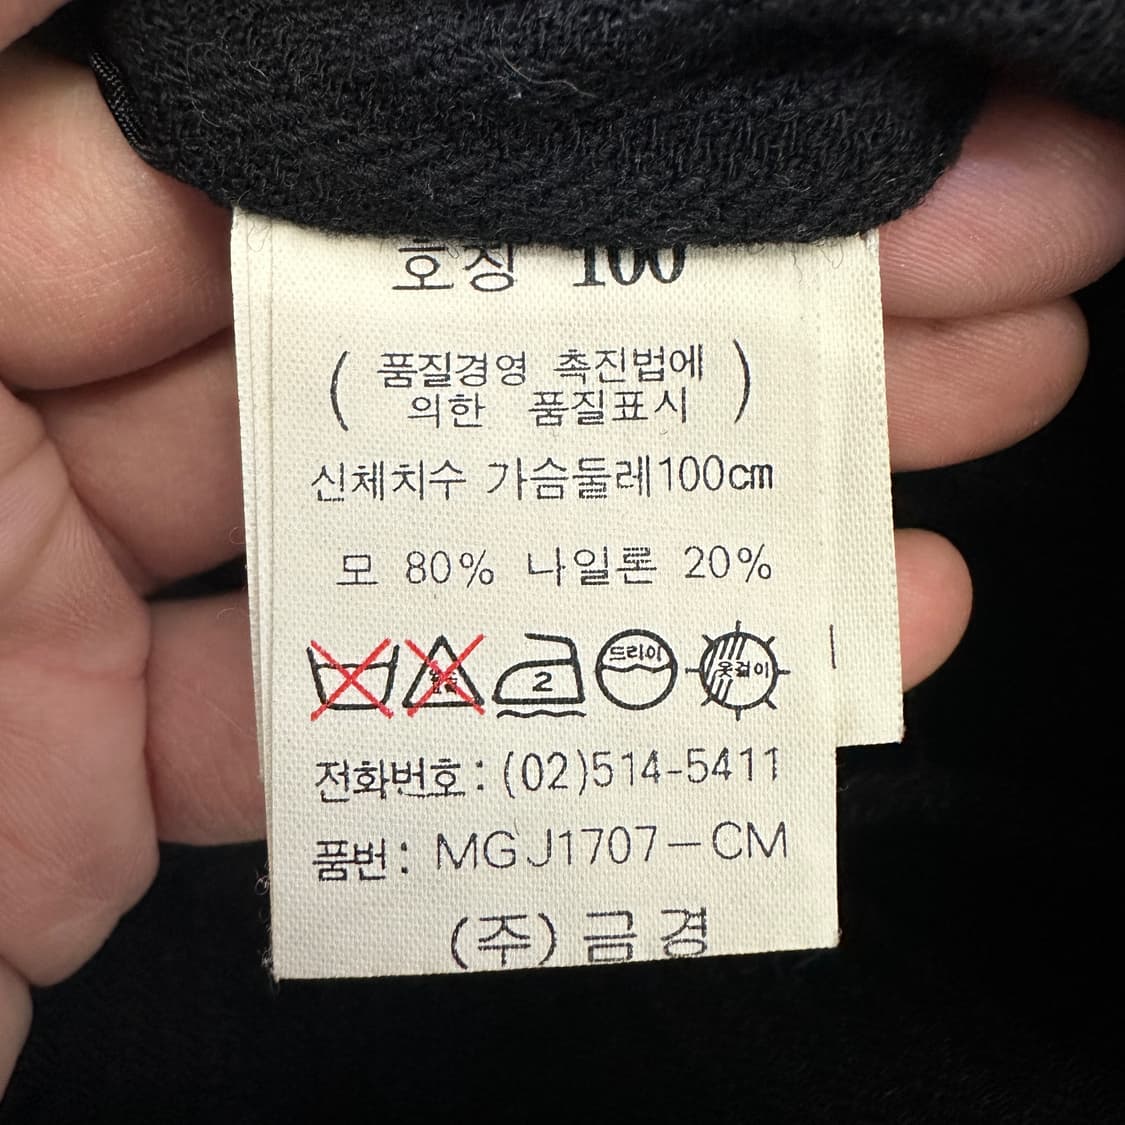 호칭 100
( 품질경영 촉진법에
의한 품질표시 )
신체치수 가슴둘레100cm
모 80% 나일론 20%
2 드라이 옷걸이
전화번호: (02)514-5411
품번: MGJ1707-CM
(주) 금경